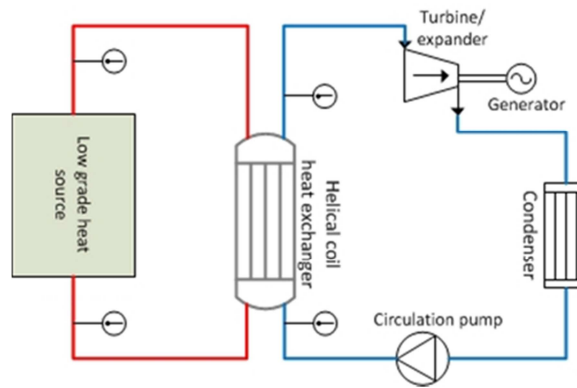 Turbine/
expander
Generator
Low grade heat
source
Helical coil
heat exchanger
Condenser
Circulation pump